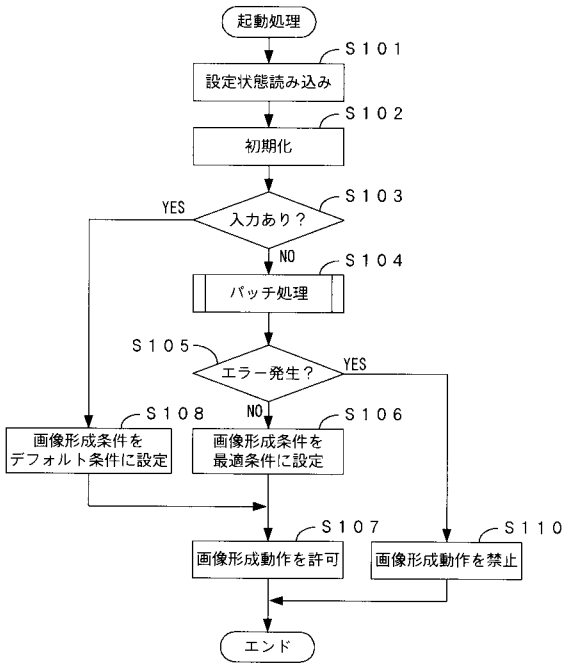 起動処理
S101
設定状態読み込み
S102
初期化
S103
YES
入力あり?
NO
S104
パッチ処理
S105
エラー発生?
YES
NO
S108
S106
画像形成条件を
デフォルト条件に設定
画像形成条件を
最適条件に設定
S107
S110
画像形成動作を許可
画像形成動作を禁止
エンド